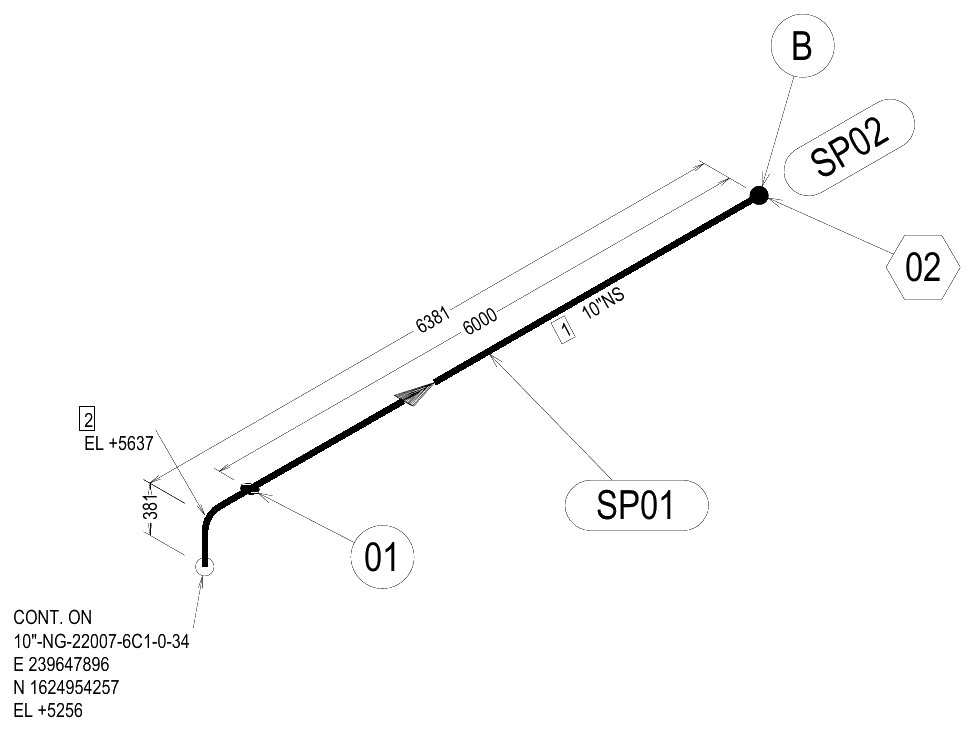 B
SP02
02
6381
6000
1
10"NS
2
EL +5637
381
SP01
01
CONT. ON
10"-NG-22007-6C1-0-34
E 239647896
N 1624954257
EL +5256